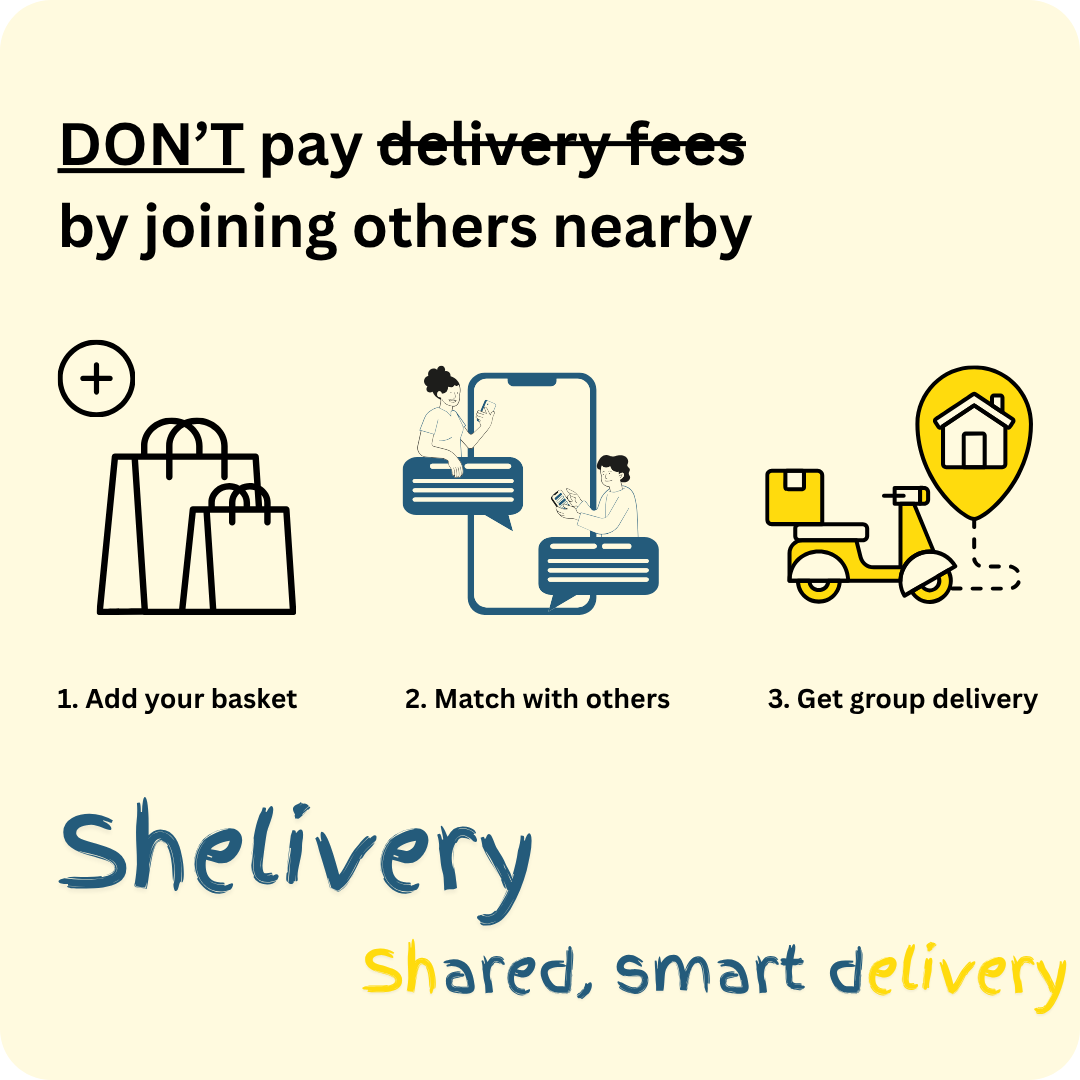 DON’T pay delivery fees
by joining others nearby
1. Add your basket
2. Match with others
3. Get group delivery
Shelivery
Shared, smart delivery